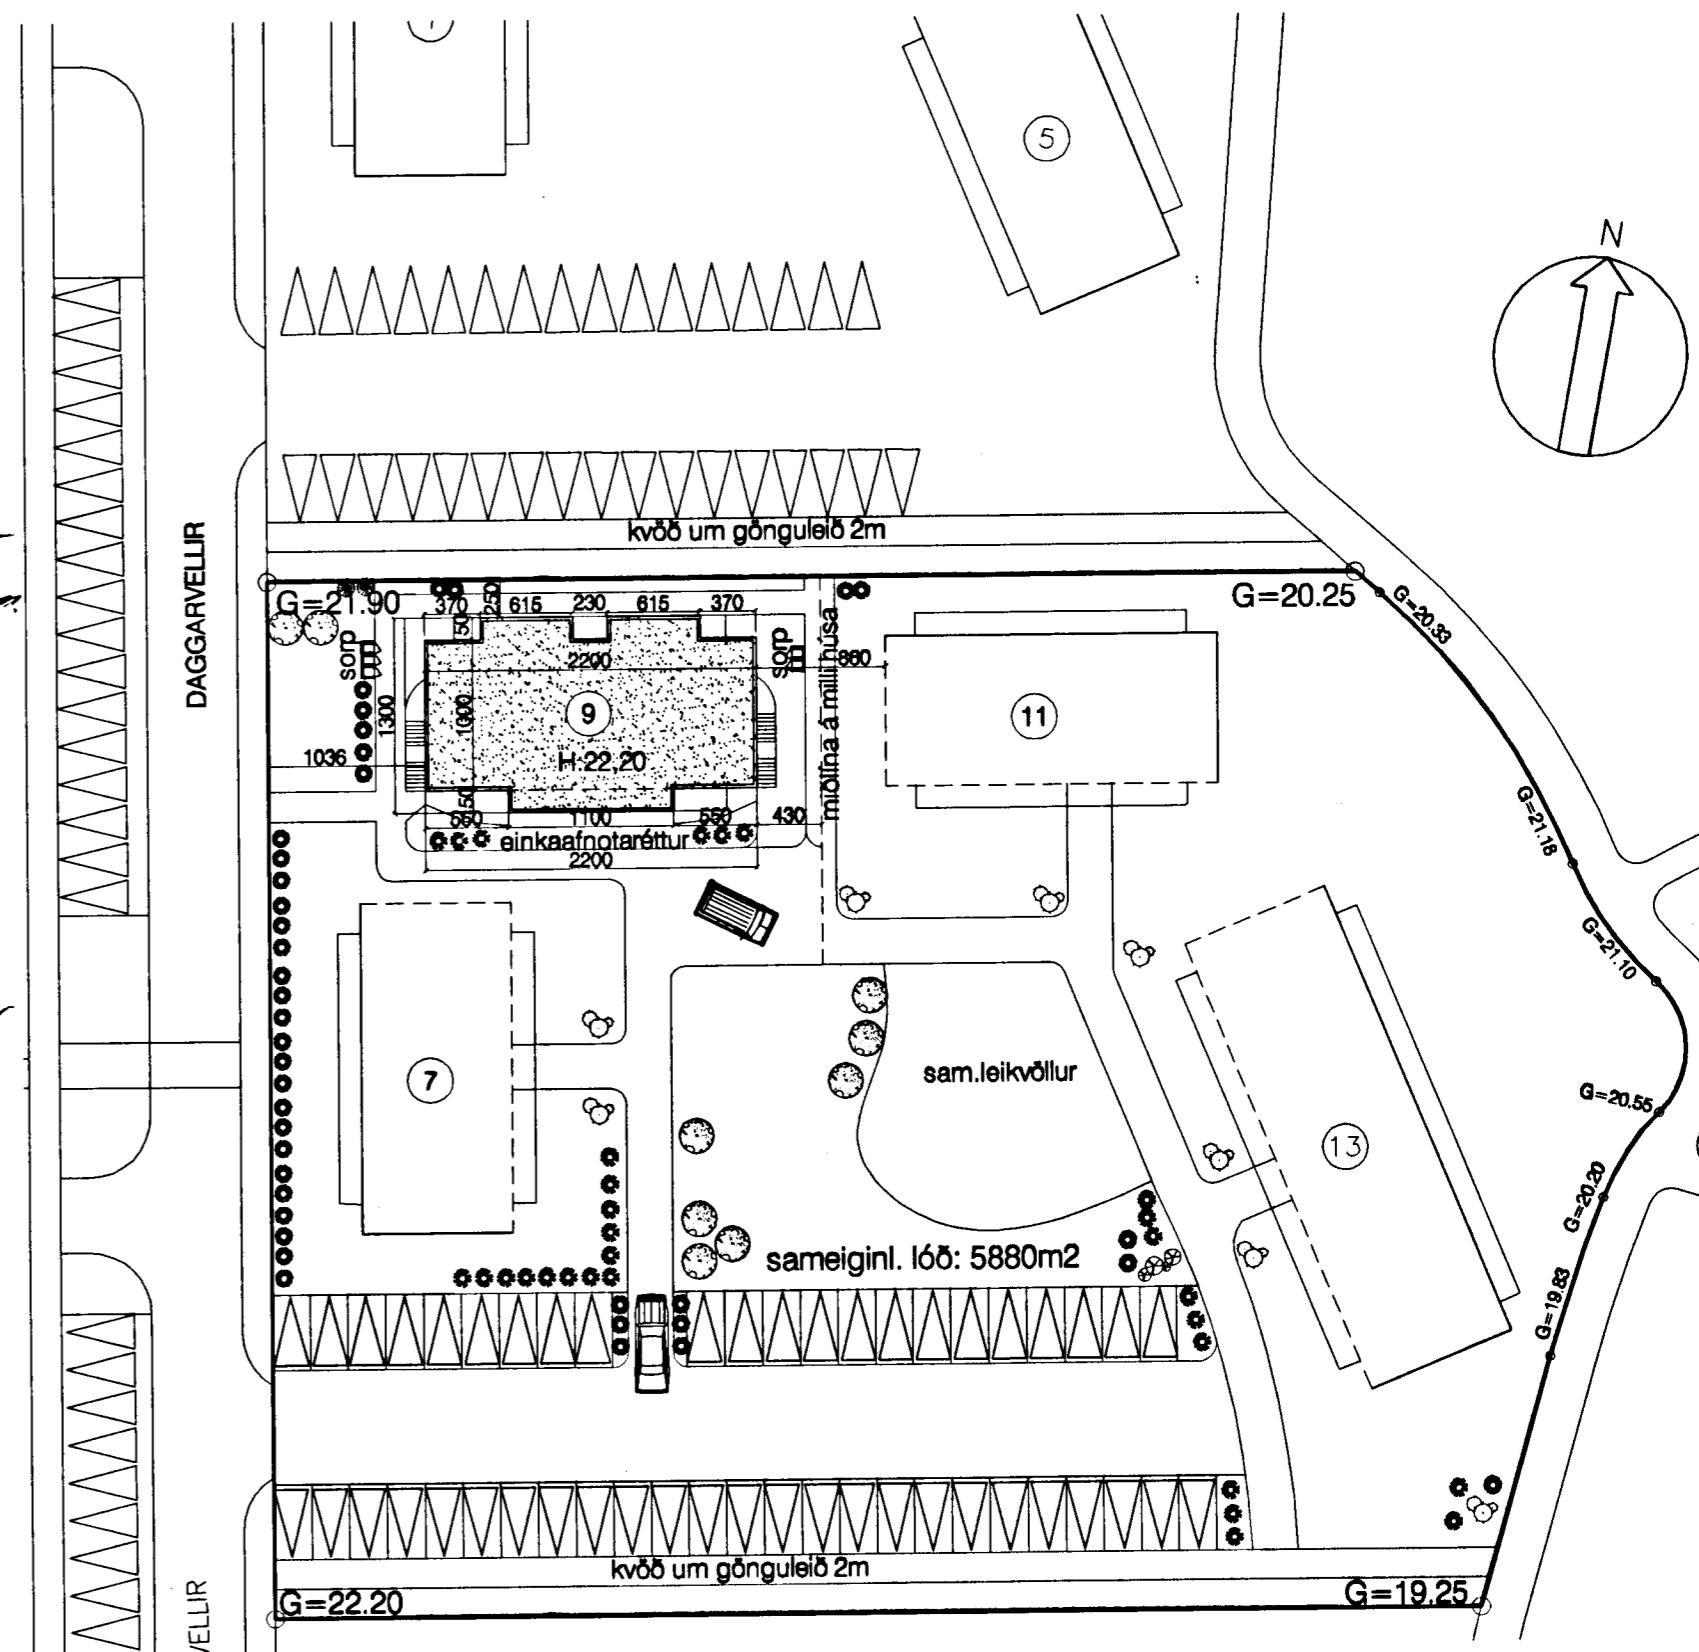 5
N
kvöð um gönguleið 2m
DAGGARVELLIR
G=21.90
G=20.25
G=20.33
370
250
615
230
615
370
150
sorp
sorp
2200
860
miðlína á milli húsa
1300
1000
9
11
H:22,20
1036
150
550
1100
550
430
einkaafnotaréttur
2200
G=21.18
G=21.10
7
sam.leikvöllur
G=20.55
13
G=20.20
sameiginl. lóð: 5880m2
G=19.83
kvöð um gönguleið 2m
G=22.20
G=19.25
VELLIR